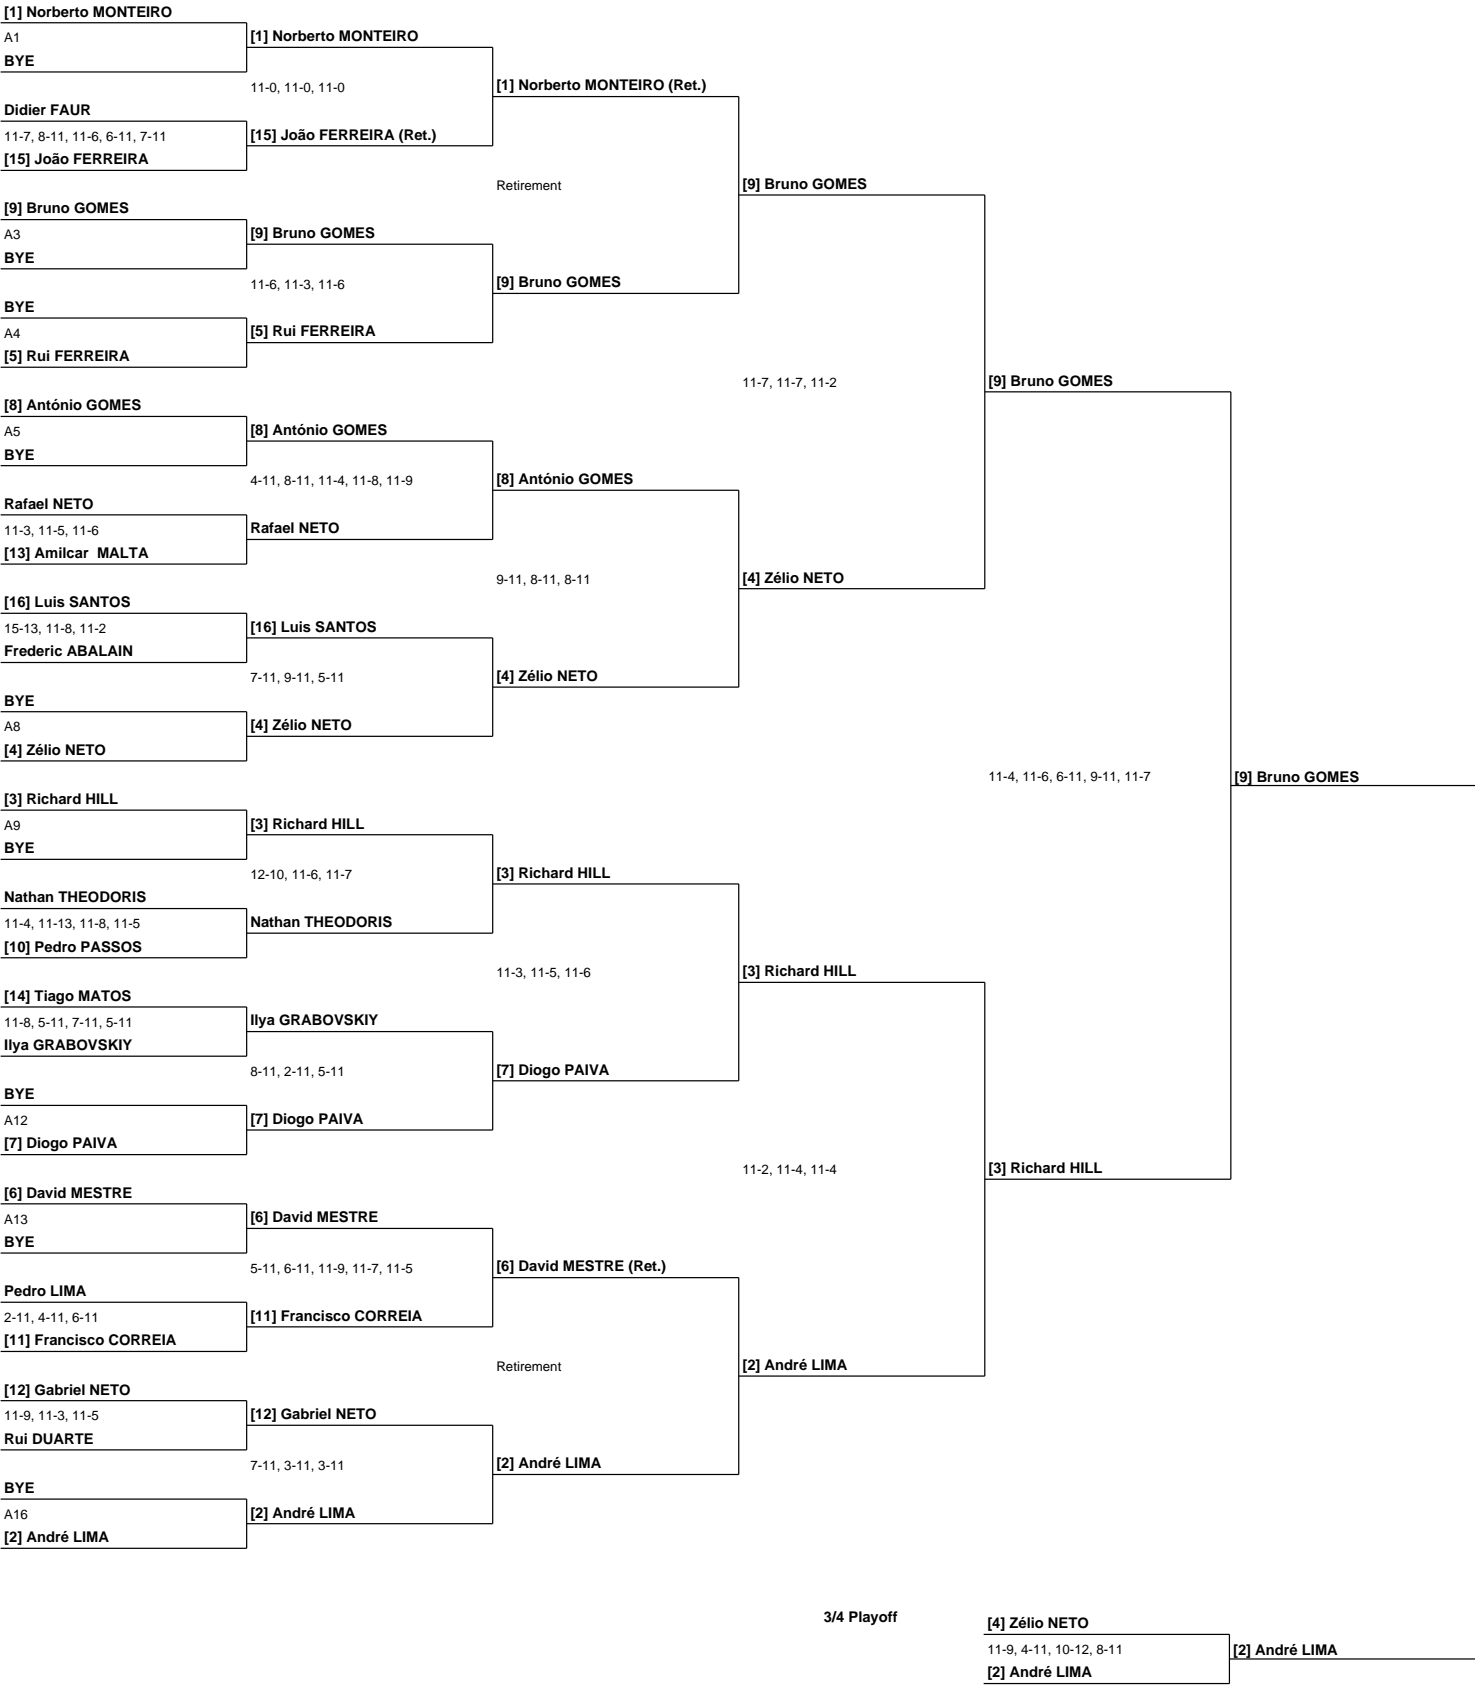 [1] Norberto MONTEIRO
A1
[1] Norberto MONTEIRO
BYE
11-0, 11-0, 11-0
[1] Norberto MONTEIRO (Ret.)
Didier FAUR
11-7, 8-11, 11-6, 6-11, 7-11
[15] João FERREIRA (Ret.)
[15] João FERREIRA
Retirement
[9] Bruno GOMES
[9] Bruno GOMES
A3
[9] Bruno GOMES
BYE
11-6, 11-3, 11-6
[9] Bruno GOMES
BYE
A4
[5] Rui FERREIRA
[5] Rui FERREIRA
11-7, 11-7, 11-2
[9] Bruno GOMES
[8] António GOMES
A5
[8] António GOMES
BYE
4-11, 8-11, 11-4, 11-8, 11-9
[8] António GOMES
Rafael NETO
11-3, 11-5, 11-6
Rafael NETO
[13] Amilcar  MALTA
9-11, 8-11, 8-11
[4] Zélio NETO
[16] Luis SANTOS
15-13, 11-8, 11-2
[16] Luis SANTOS
Frederic ABALAIN
7-11, 9-11, 5-11
[4] Zélio NETO
BYE
A8
[4] Zélio NETO
[4] Zélio NETO
11-4, 11-6, 6-11, 9-11, 11-7
[9] Bruno GOMES
[3] Richard HILL
A9
[3] Richard HILL
BYE
12-10, 11-6, 11-7
[3] Richard HILL
Nathan THEODORIS
11-4, 11-13, 11-8, 11-5
Nathan THEODORIS
[10] Pedro PASSOS
11-3, 11-5, 11-6
[3] Richard HILL
[14] Tiago MATOS
11-8, 5-11, 7-11, 5-11
Ilya GRABOVSKIY
Ilya GRABOVSKIY
8-11, 2-11, 5-11
[7] Diogo PAIVA
BYE
A12
[7] Diogo PAIVA
[7] Diogo PAIVA
11-2, 11-4, 11-4
[3] Richard HILL
[6] David MESTRE
A13
[6] David MESTRE
BYE
5-11, 6-11, 11-9, 11-7, 11-5
[6] David MESTRE (Ret.)
Pedro LIMA
2-11, 4-11, 6-11
[11] Francisco CORREIA
[11] Francisco CORREIA
Retirement
[2] André LIMA
[12] Gabriel NETO
11-9, 11-3, 11-5
[12] Gabriel NETO
Rui DUARTE
7-11, 3-11, 3-11
[2] André LIMA
BYE
A16
[2] André LIMA
[2] André LIMA
3/4 Playoff
[4] Zélio NETO
11-9, 4-11, 10-12, 8-11
[2] André LIMA
[2] André LIMA